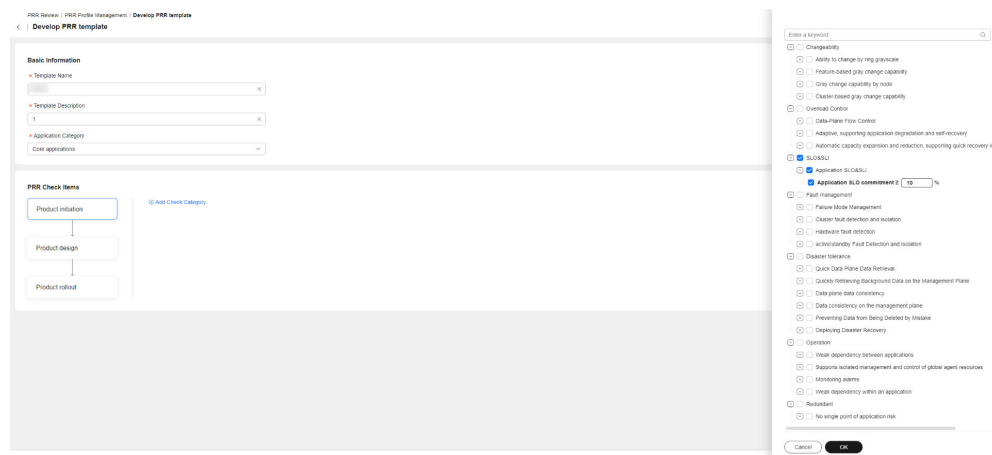 PRR Review / PRR Profile Management / Develop PRR template
Develop PRR template
Basic Information
* Template Name
* Template Description
1
* Application Category
Core applications
PRR Check Items
Product initiation
Add Check Category
Product design
Product rollout
Enter a keyword.
Changeability
Ability to change by ring grayscale
Feature-based gray change capability
Gray change capability by node
Cluster-based gray change capability
Overload Control
Data-Plane Flow Control
Adaptive, supporting application degradation and self-recovery
Automatic capacity expansion and reduction, supporting quick recovery
SLO&SLI
Application SLO&SLI
Application SLO commitment ≥ 10 %
Fault management
Failure Mode Management
Cluster fault detection and isolation
Hardware fault detection
active/standby Fault Detection and Isolation
Disaster tolerance
Quick Data Plane Data Retrieval
Quickly Retrieving Background Data on the Management Plane
Data plane data consistency
Data consistency on the management plane
Preventing Data from Being Deleted by Mistake
Deploying Disaster Recovery
Operation
Weak dependency between applications
Supports isolated management and control of global agent resources
Monitoring alarms
Weak dependency within an application
Redundant
No single point of application risk
Cancel
OK